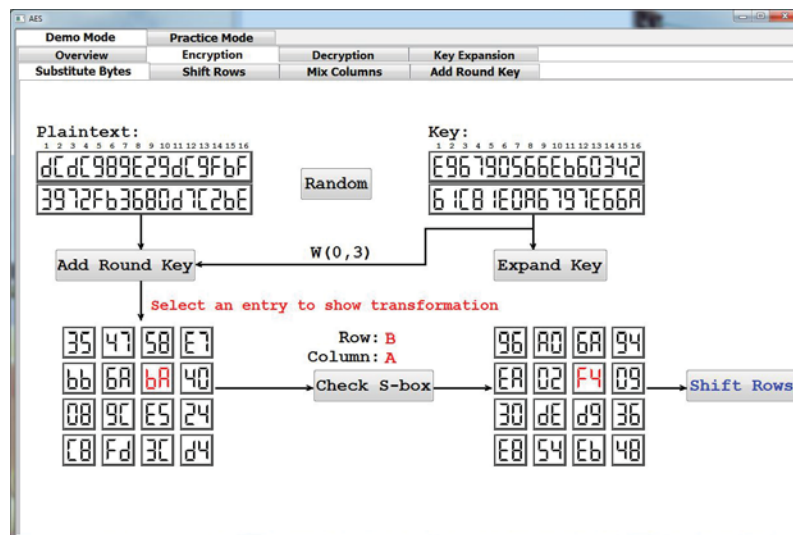 AES
Demo Mode Practice Mode
Overview Encryption Decryption Key Expansion
Substitute Bytes Shift Rows Mix Columns Add Round Key
Plaintext: Key:
1 2 3 4 5 6 7 8 9 10 11 12 13 14 15 16 1 2 3 4 5 6 7 8 9 10 11 12 13 14 15 16
dCdC989E29dC9FbF E96790566Eb60342
Random
3972Fb3680d7C2bE 61C81E0A6797E66A
W(0,3)
Add Round Key Expand Key
Select an entry to show transformation
35 47 58 E7 Row: B 96 A0 6A 94
Column: A
bb 6A bA 40 Check S-box EA 02 F4 09 Shift Rows
08 9C E5 24 30 dE d9 36
C8 Fd 3C d4 E8 54 Eb 48